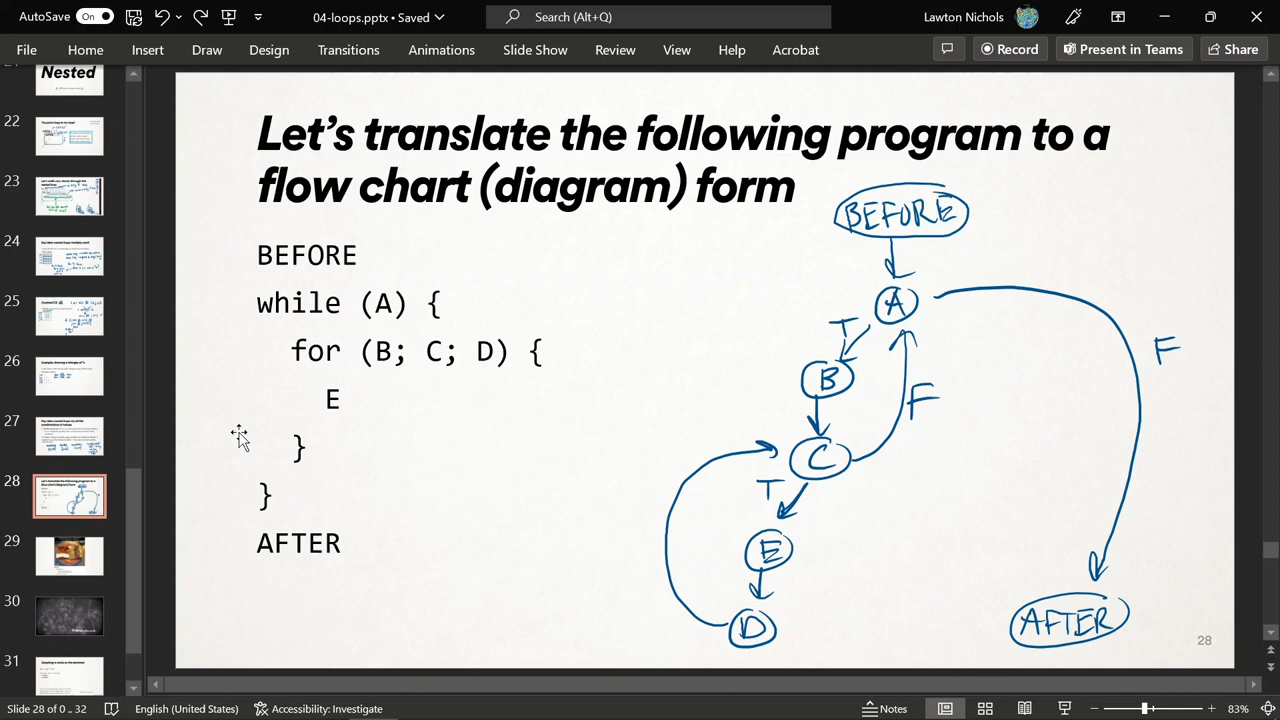 AutoSave On 04-loops.pptx • Saved Search (Alt+Q) Lawton Nichols
File Home Insert Draw Design Transitions Animations Slide Show Review View Help Acrobat Record Present in Teams Share
Nested
22
23
24
25
26
27
28
29
30
31
Let's translate the following program to a
flow chart (diagram) form
BEFORE
while (A) {
for (B; C; D) {
E
}
}
AFTER
BEFORE
A
T
F
B
F
C
T
E
D
AFTER
28
Slide 28 of 0 .. 32 English (United States) Accessibility: Investigate Notes 83%